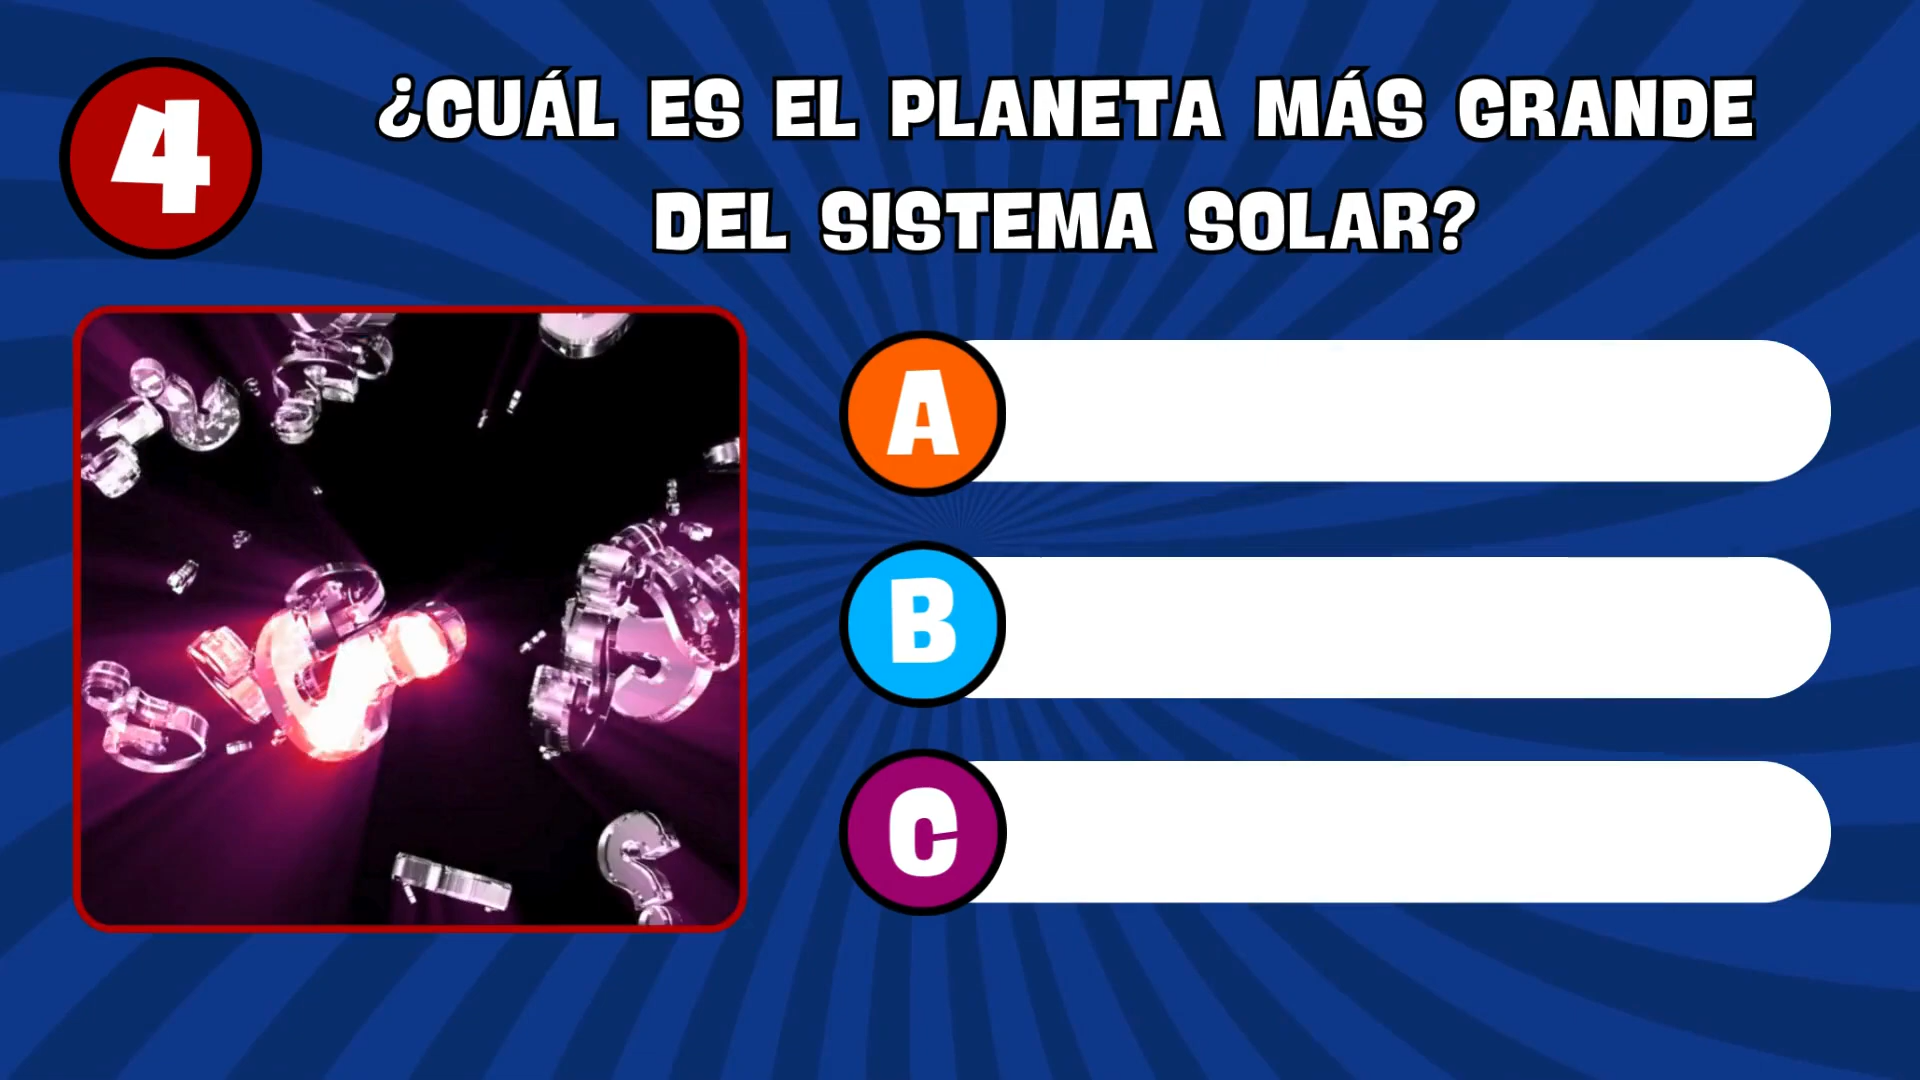 4
¿CUÁL ES EL PLANETA MÁS GRANDE
DEL SISTEMA SOLAR?
A
B
C